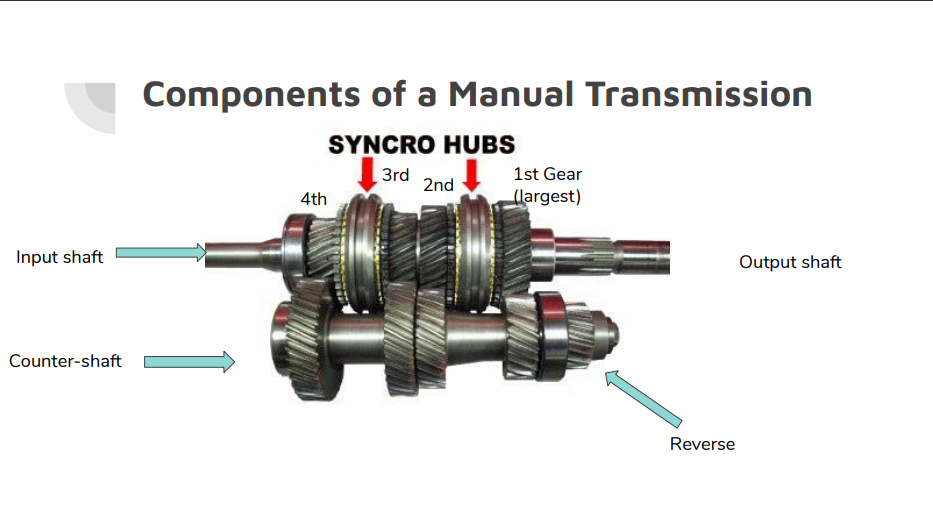 Components of a Manual Transmission
SYNCRO HUBS
3rd
1st Gear
(largest)
2nd
4th
Input shaft
Output shaft
Counter-shaft
Reverse